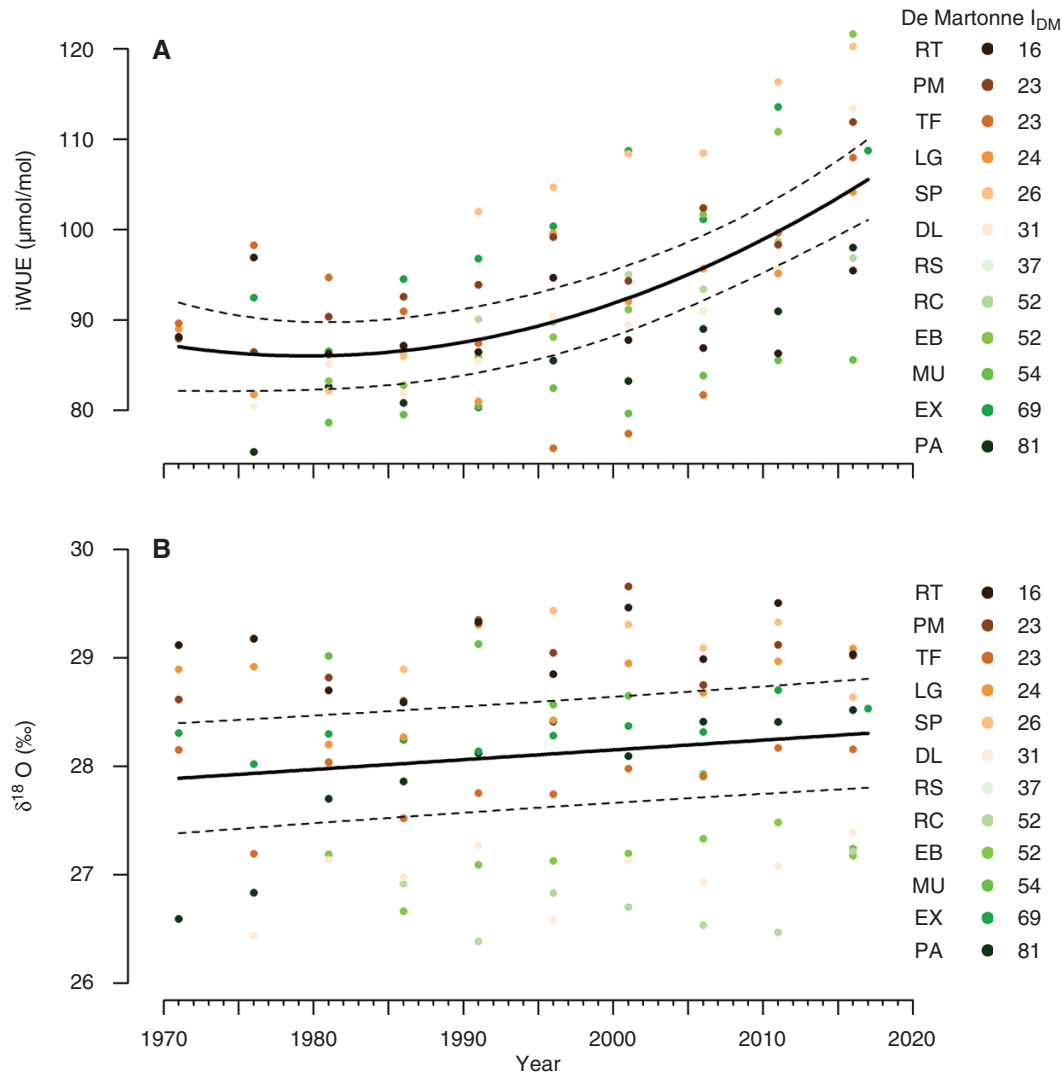 De Martonne I_DM
A
120
110
100
90
80
iWUE (µmol/mol)
RT 16
PM 23
TF 23
LG 24
SP 26
DL 31
RS 37
RC 52
EB 52
MU 54
EX 69
PA 81
B
30
29
28
27
26
δ¹⁸ O (‰)
RT 16
PM 23
TF 23
LG 24
SP 26
DL 31
RS 37
RC 52
EB 52
MU 54
EX 69
PA 81
1970 1980 1990 2000 2010 2020
Year